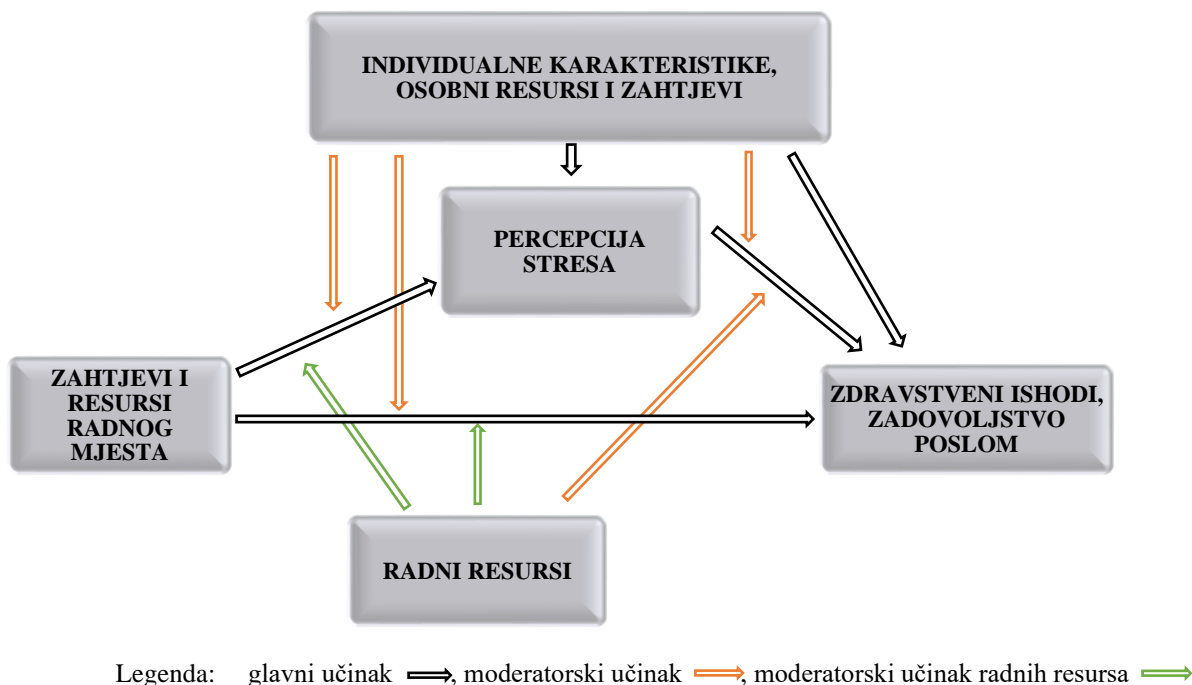 INDIVIDUALNE KARAKTERISTIKE,
OSOBNI RESURSI I ZAHTJEVI
PERCEPCIJA
STRESA
ZAHTJEVI I
RESURSI
RADNOG
MJESTA
ZDRAVSTVENI ISHODI,
ZADOVOLJSTVO
POSLOM
RADNI RESURSI
Legenda: glavni učinak , moderatorski učinak , moderatorski učinak radnih resursa